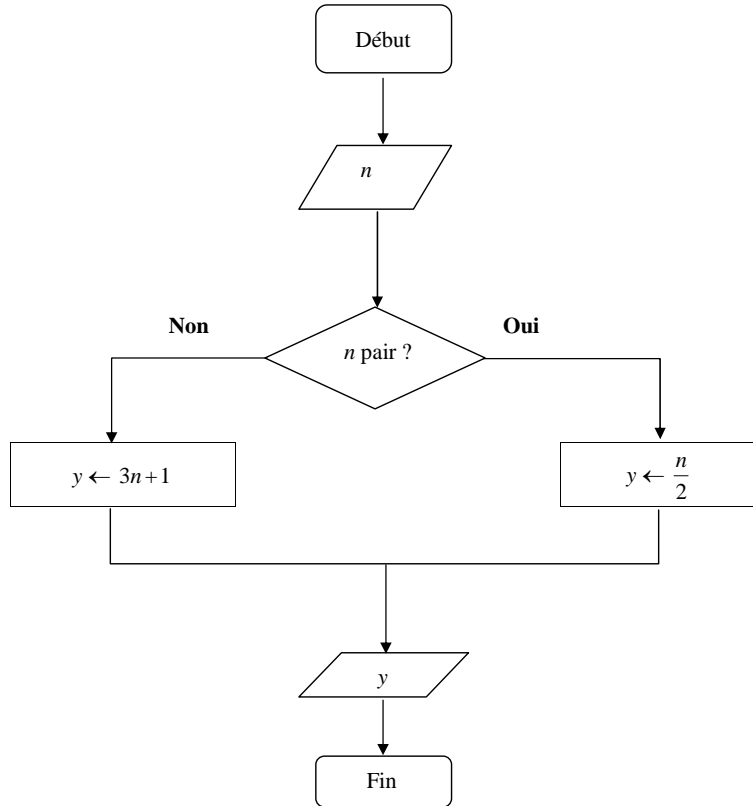 Début
n
Non
Oui
n pair ?
y ← 3n+1
y ← n/2
y
Fin